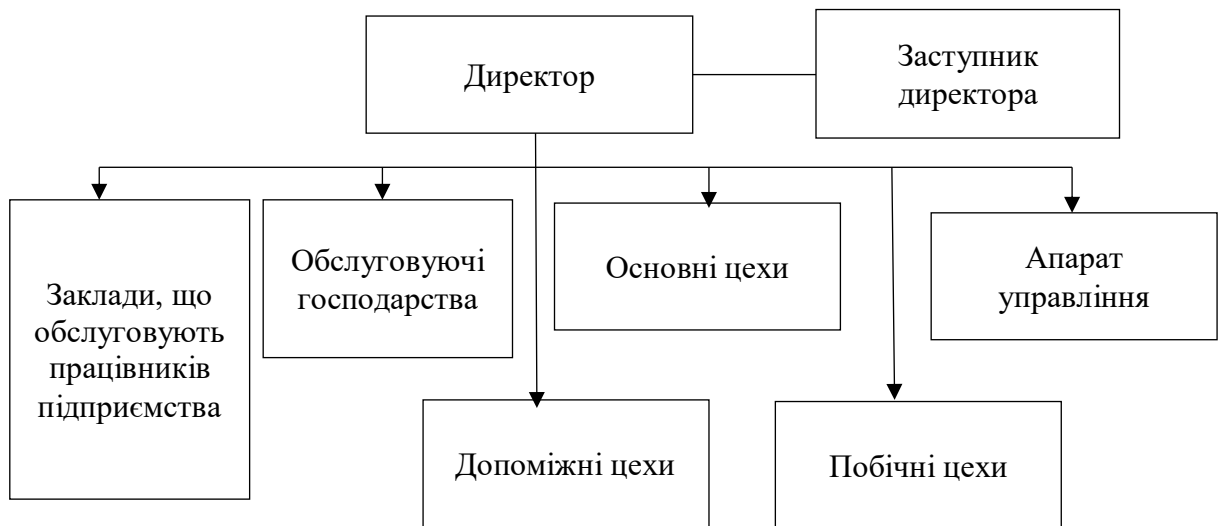 Директор
Заступник
директора
Заклади, що
обслуговують
працівників
підприємства
Обслуговуючі
господарства
Основні цехи
Апарат
управління
Допоміжні цехи
Побічні цехи